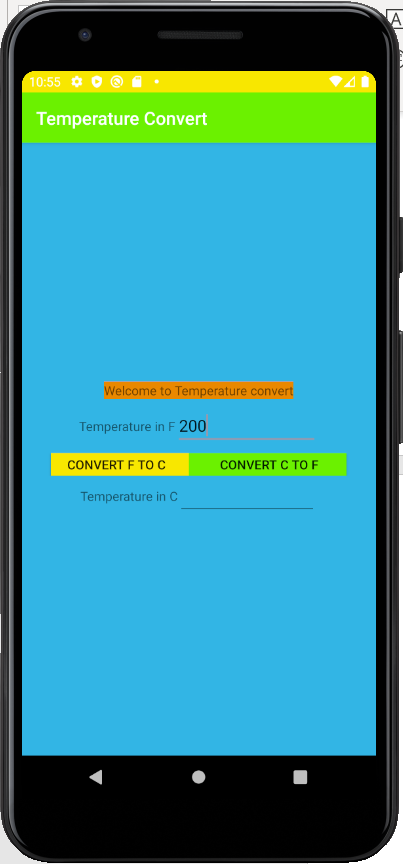 10:55
Temperature Convert
Welcome to Temperature convert
Temperature in F 200
CONVERT F TO C CONVERT C TO F
Temperature in C
A